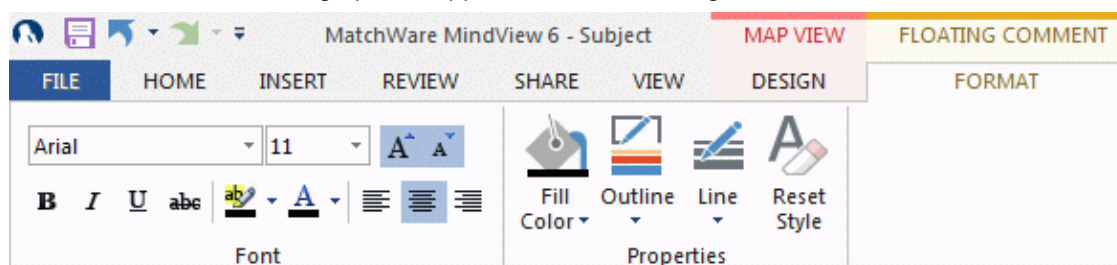 MatchWare MindView 6 - Subject MAP VIEW FLOATING COMMENT
FILE HOME INSERT REVIEW SHARE VIEW DESIGN FORMAT
Arial 11 A A
B I U abc ab A
Fill Color Outline Line Reset Style
Font Properties